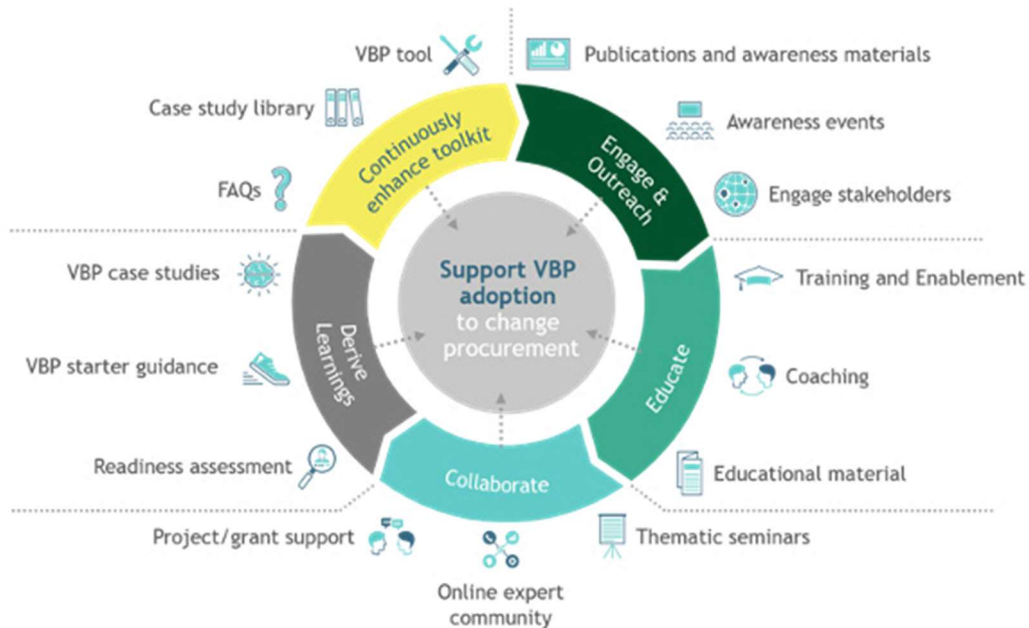 VBP tool
Case study library
FAQs
Publications and awareness materials
Awareness events
Engage stakeholders
Continuously
enhance toolkit
Engage &
Outreach
VBP case studies
VBP starter guidance
Readiness assessment
Derive
Learnings
Support VBP
adoption
to change
procurement
Educate
Training and Enablement
Coaching
Educational material
Collaborate
Project/grant support
Online expert
community
Thematic seminars